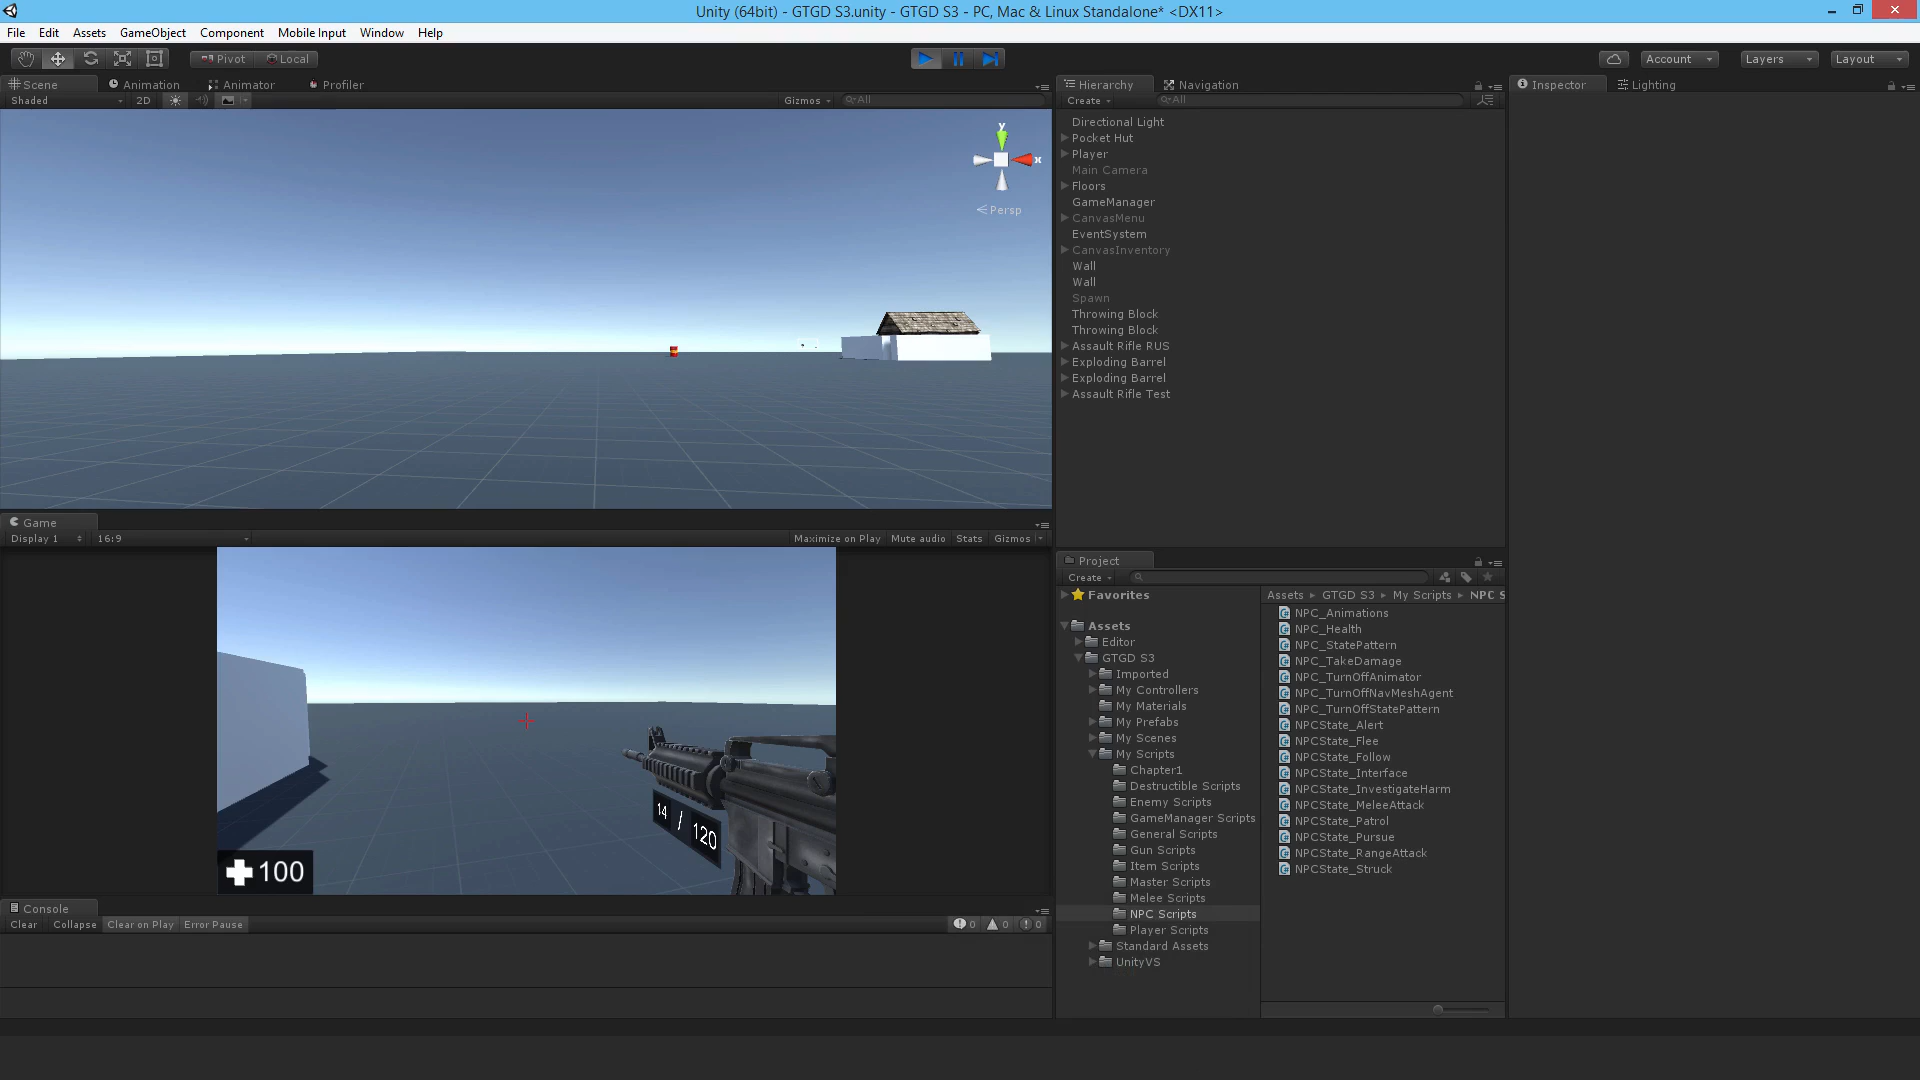 Unity (64bit) - GTGD S3.unity - GTGD S3 - PC, Mac & Linux Standalone* <DX11>
File Edit Assets GameObject Component Mobile Input Window Help
Pivot Local Account Layers Layout
Scene Animation Animator Profiler
Shaded 2D Gizmos All
y
x
Persp
Hierarchy Navigation
Create All
Directional Light
Pocket Hut
Player
Main Camera
Floors
GameManager
CanvasMenu
EventSystem
CanvasInventory
Wall
Wall
Spawn
Throwing Block
Throwing Block
Assault Rifle RUS
Exploding Barrel
Exploding Barrel
Assault Rifle Test
Inspector Lighting
Game
Display 1 16:9 Maximize on Play Mute audio Stats Gizmos
14 / 120
100
Console
Clear Collapse Clear on Play Error Pause 0 0 0
Project
Create
Favorites
Assets
Editor
GTGD S3
Imported
My Controllers
My Materials
My Prefabs
My Scenes
My Scripts
Chapter1
Destructible Scripts
Enemy Scripts
GameManager Scripts
General Scripts
Gun Scripts
Item Scripts
Master Scripts
Melee Scripts
NPC Scripts
Player Scripts
Standard Assets
UnityVS
Assets GTGD S3 My Scripts NPC S
NPC_Animations
NPC_Health
NPC_StatePattern
NPC_TakeDamage
NPC_TurnOffAnimator
NPC_TurnOffNavMeshAgent
NPC_TurnOffStatePattern
NPCState_Alert
NPCState_Flee
NPCState_Follow
NPCState_Interface
NPCState_InvestigateHarm
NPCState_MeleeAttack
NPCState_Patrol
NPCState_Pursue
NPCState_RangeAttack
NPCState_Struck